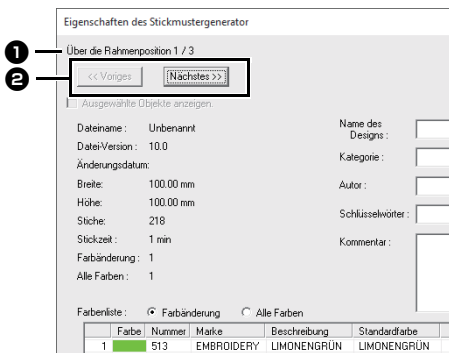 Eigenschaften des Stickmustergenerator
1 Über die Rahmenposition 1 / 3
2 << Voriges Nächstes >>
Ausgewählte Objekte anzeigen.
Dateiname : Unbenannt
Datei-Version : 10.0
Änderungsdatum:
Breite: 100.00 mm
Höhe: 100.00 mm
Stiche: 218
Stickzeit : 1 min
Farbänderung : 1
Alle Farben : 1
Name des
Designs :
Kategorie :
Autor :
Schlüsselwörter :
Kommentar :
Farbenliste : Farbänderung Alle Farben
Farbe Nummer Marke Beschreibung Standardfarbe
1 513 EMBROIDERY LIMONENGRÜN LIMONENGRÜN